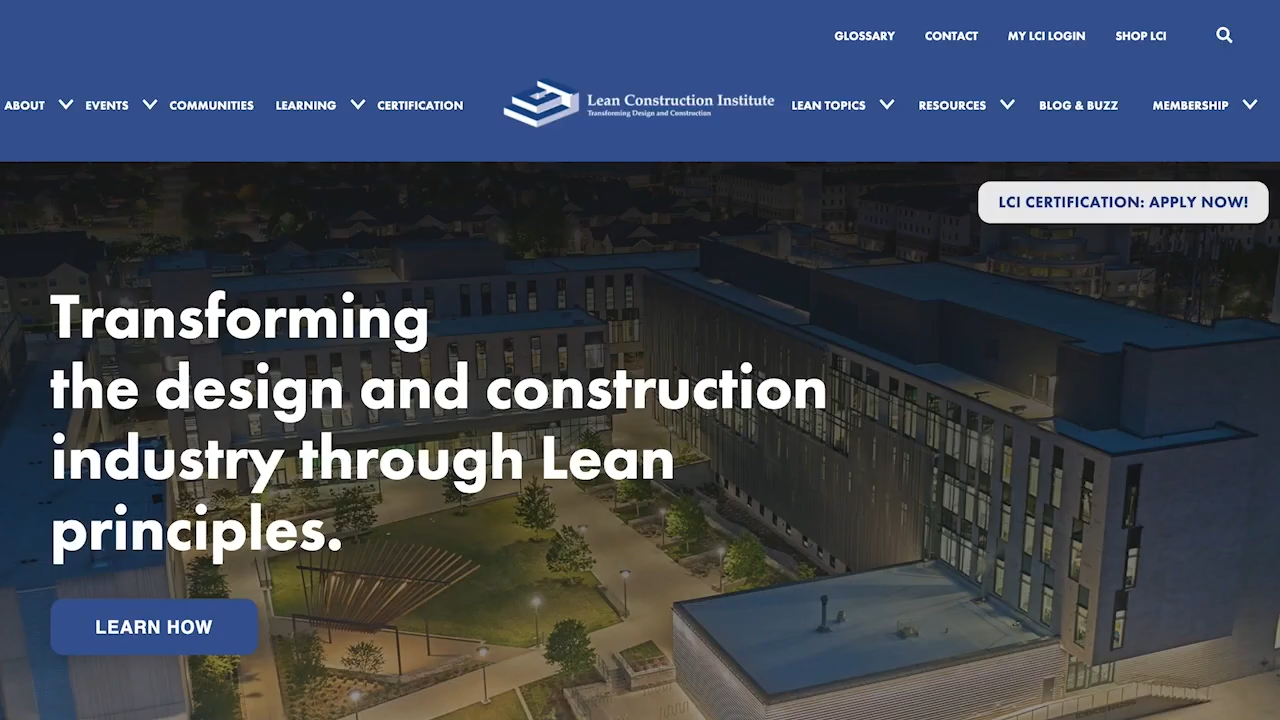 GLOSSARY CONTACT MY LCI LOGIN SHOP LCI
ABOUT EVENTS COMMUNITIES LEARNING CERTIFICATION Lean Construction Institute LEAN TOPICS RESOURCES BLOG & BUZZ MEMBERSHIP
Transforming Design and Construction
LCI CERTIFICATION: APPLY NOW!
Transforming
the design and construction
industry through Lean
principles.
LEARN HOW